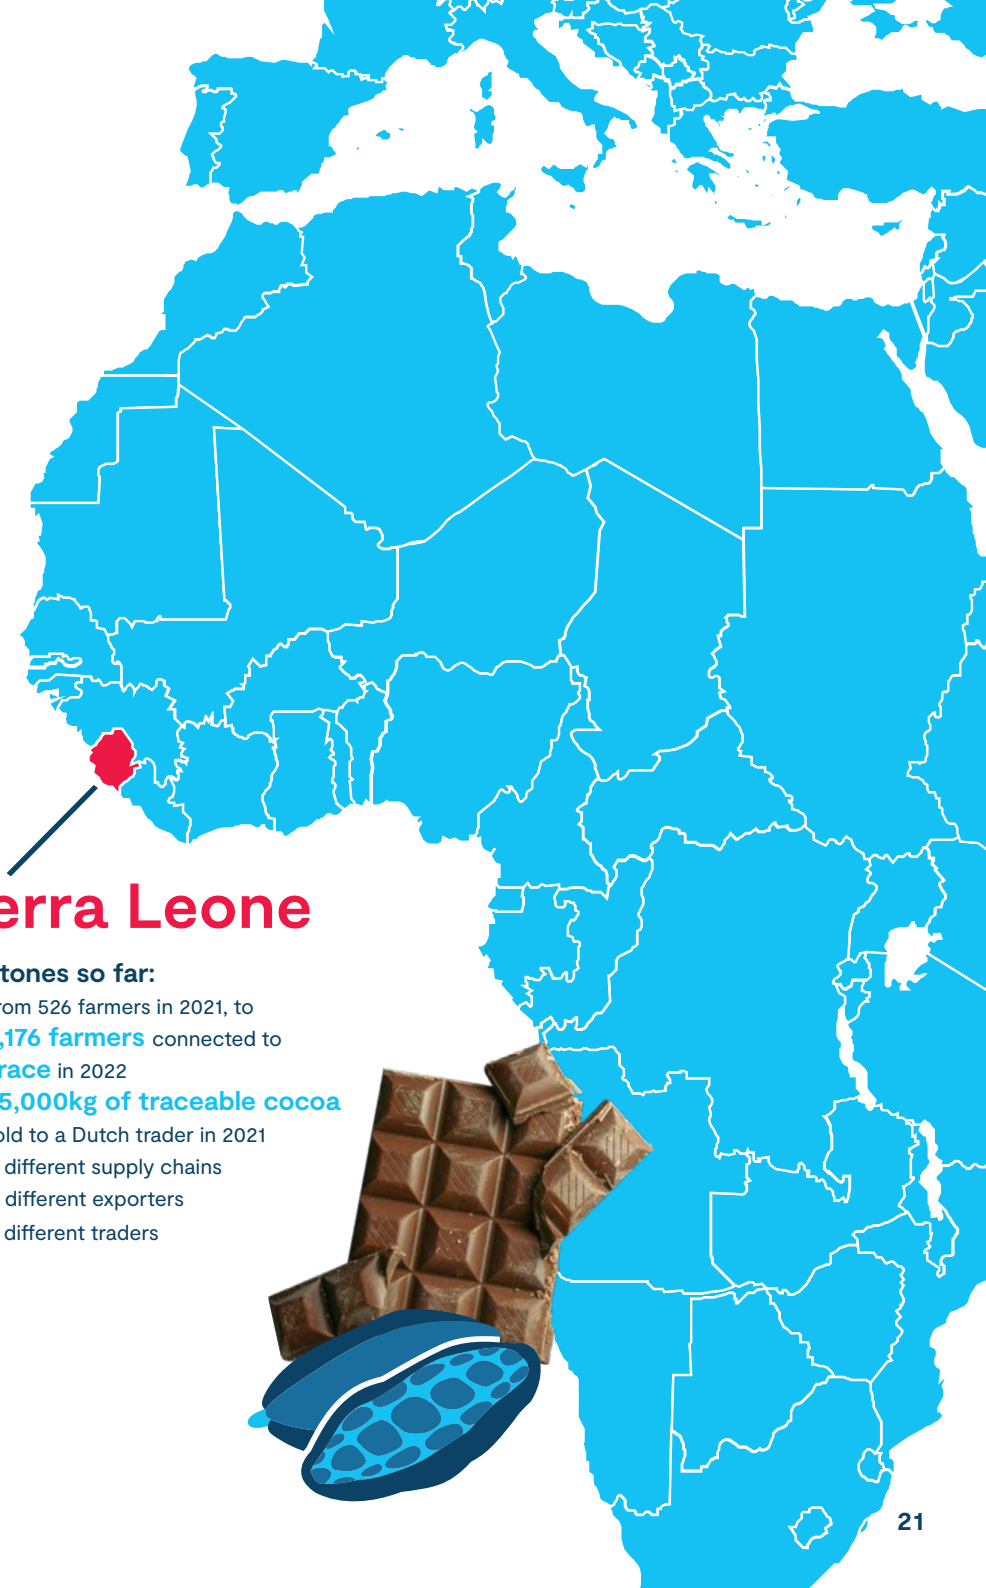 erra Leone
tones so far:
rom 526 farmers in 2021, to
,176 farmers connected to
race in 2022
5,000kg of traceable cocoa
old to a Dutch trader in 2021
different supply chains
different exporters
different traders
21